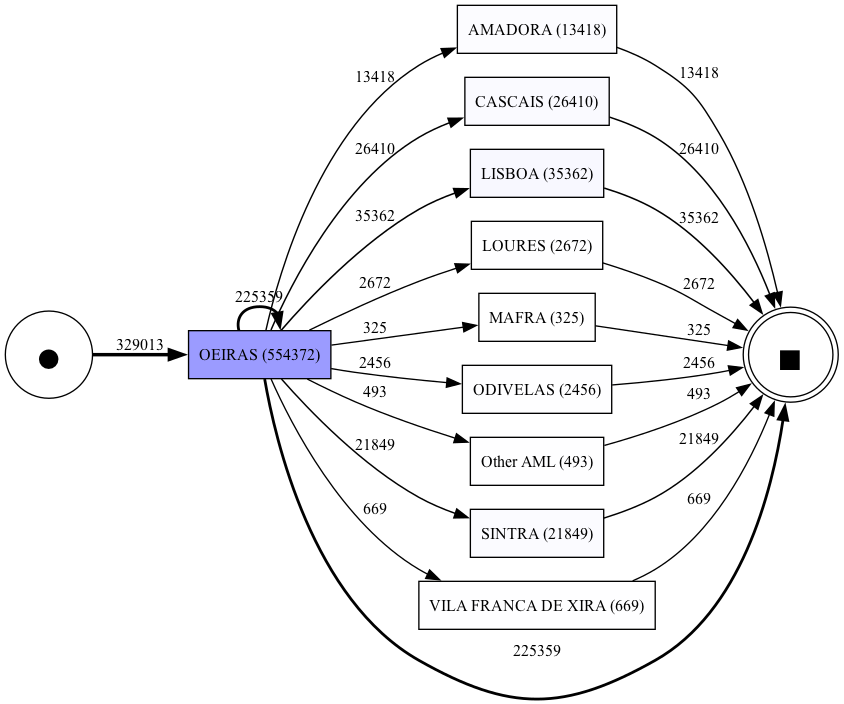 AMADORA (13418)
13418
13418
CASCAIS (26410)
26410
26410
LISBOA (35362)
35362
35362
LOURES (2672)
2672
2672
225359
MAFRA (325)
325
325
329013
OEIRAS (554372)
2456
2456
ODIVELAS (2456)
493
493
21849
21849
Other AML (493)
669
669
SINTRA (21849)
VILA FRANCA DE XIRA (669)
225359